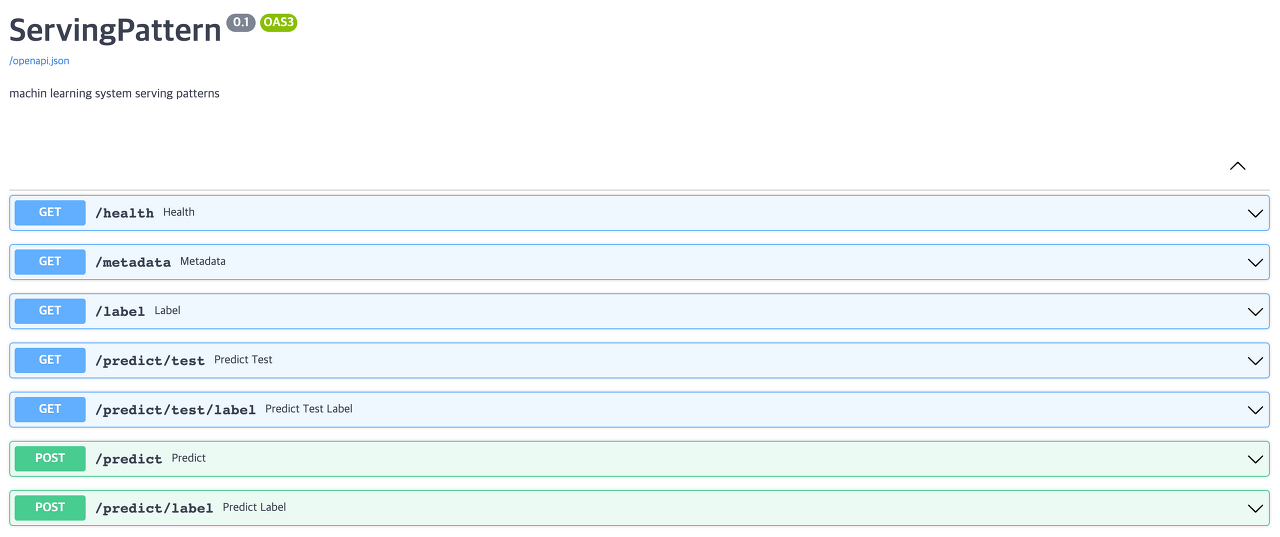 ServingPattern 0.1 OAS3
/openapi.json
machin learning system serving patterns
GET /health Health
GET /metadata Metadata
GET /label Label
GET /predict/test Predict Test
GET /predict/test/label Predict Test Label
POST /predict Predict
POST /predict/label Predict Label